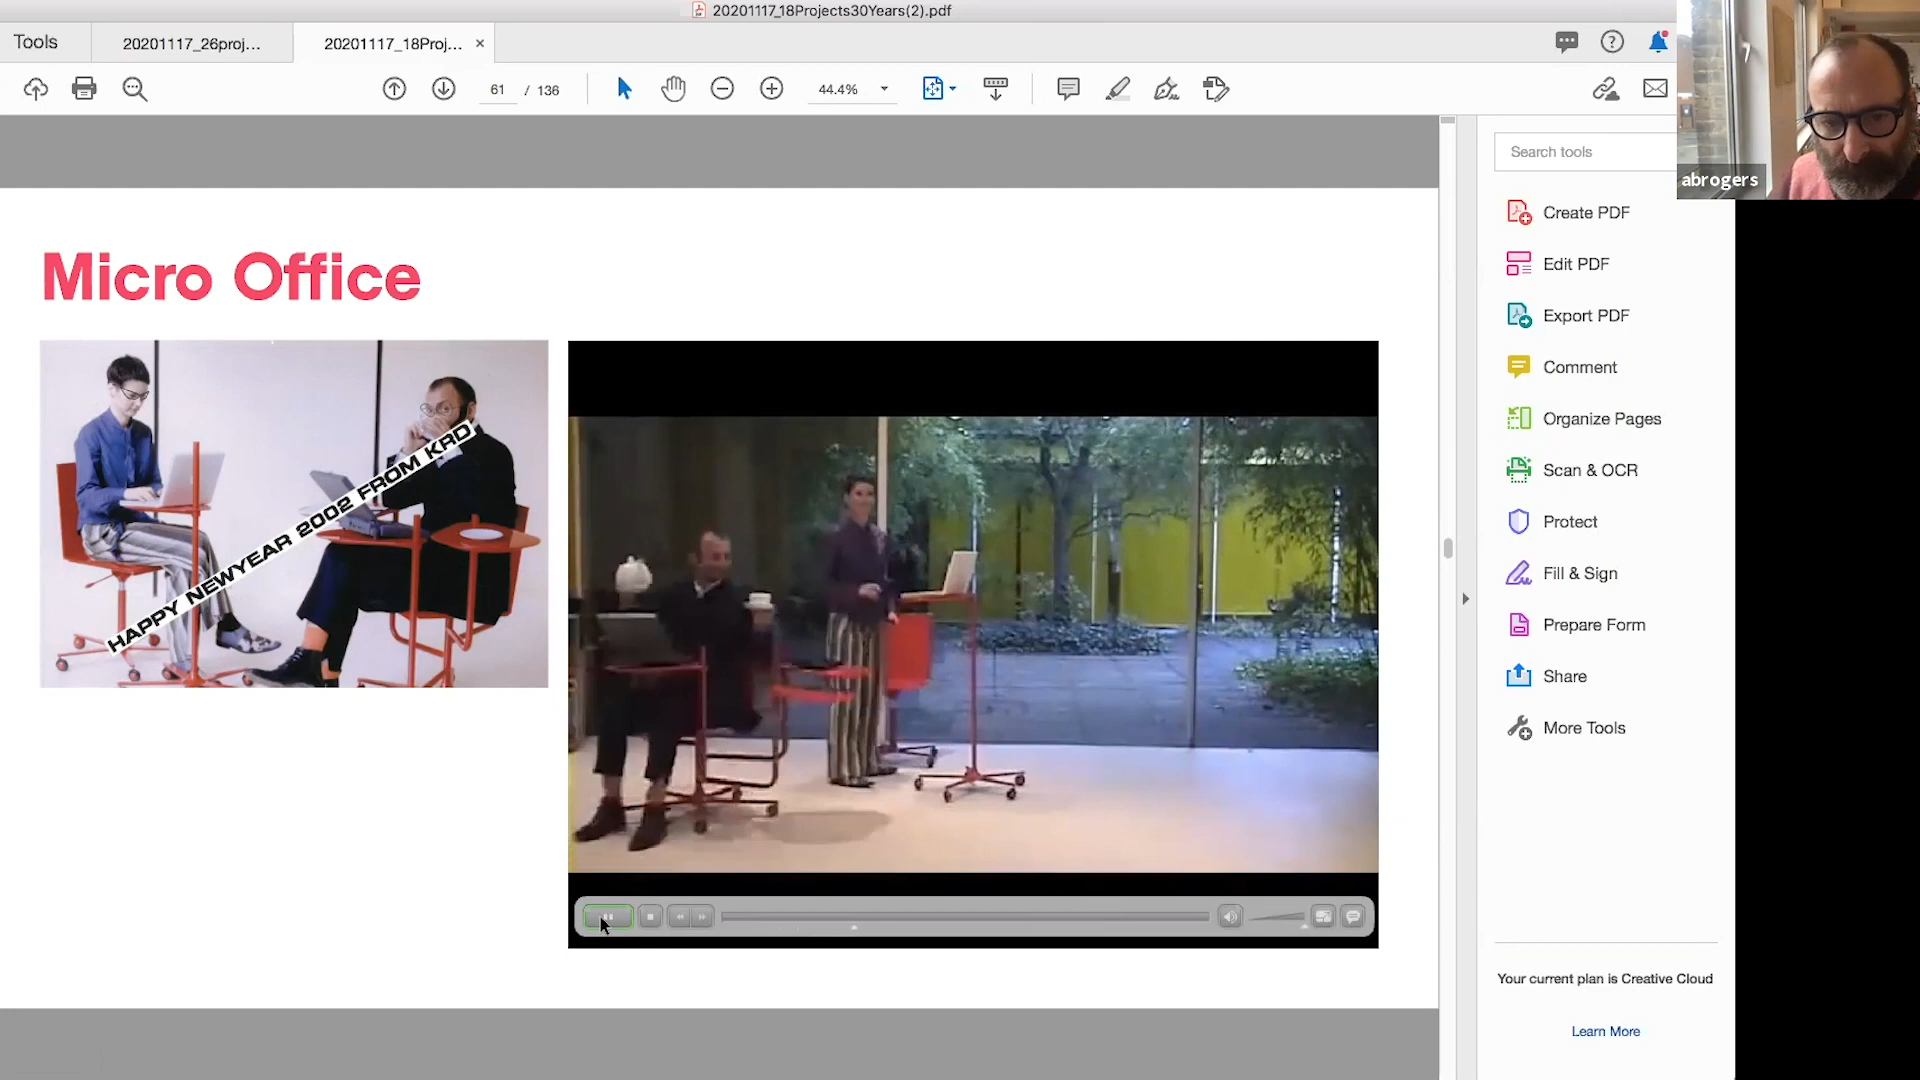 20201117_18Projects30Years(2).pdf
Tools
20201117_26proj...
20201117_18Proj...
61 / 136
44.4%
Search tools
abrogers
Create PDF
Edit PDF
Export PDF
Comment
Organize Pages
Scan & OCR
Protect
Fill & Sign
Prepare Form
Share
More Tools
Micro Office
HAPPY NEWYEAR 2002 FROM KRD
Your current plan is Creative Cloud
Learn More